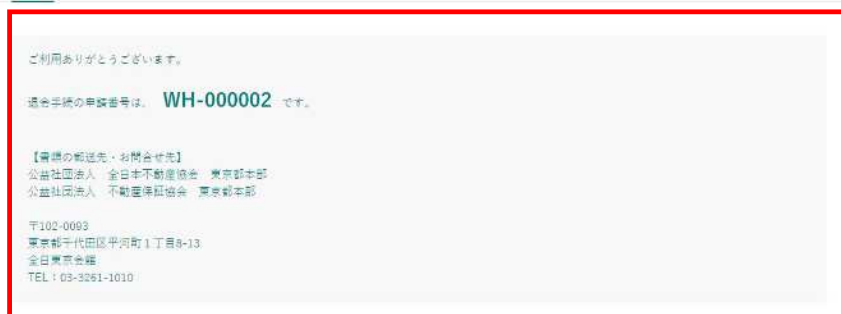 ご利用ありがとうございます。
退会手続の申請番号は、 WH-000002 です。
【書類の郵送先・お問合せ先】
公益社団法人 全日本不動産協会 東京都本部
公益社団法人 不動産保証協会 東京都本部
〒102-0093
東京都千代田区平河町１丁目8-13
全日東京会館
TEL：03-3261-1010